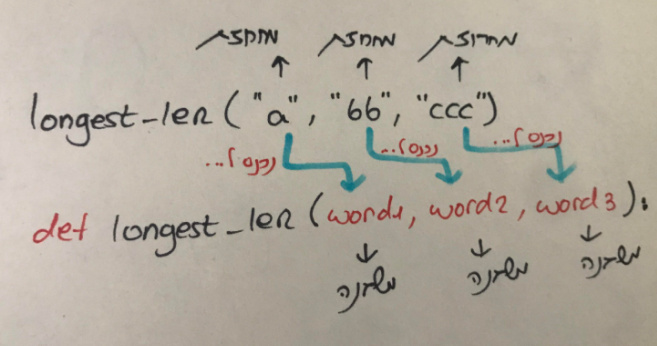 מחרוזת מחרוזת מחרוזת
longest_len ("a", "bb", "ccc")
נכנס ל... נכנס ל... נכנס ל...
def longest_len (word1, word2, word3):
משתנה משתנה משתנה